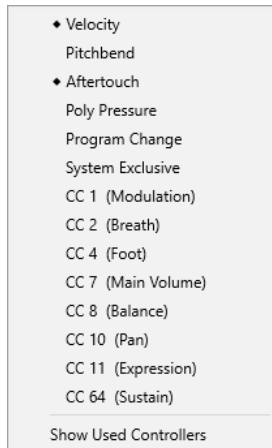 Velocity
Pitchbend
Aftertouch
Poly Pressure
Program Change
System Exclusive
CC 1 (Modulation)
CC 2 (Breath)
CC 4 (Foot)
CC 7 (Main Volume)
CC 8 (Balance)
CC 10 (Pan)
CC 11 (Expression)
CC 64 (Sustain)
Show Used Controllers